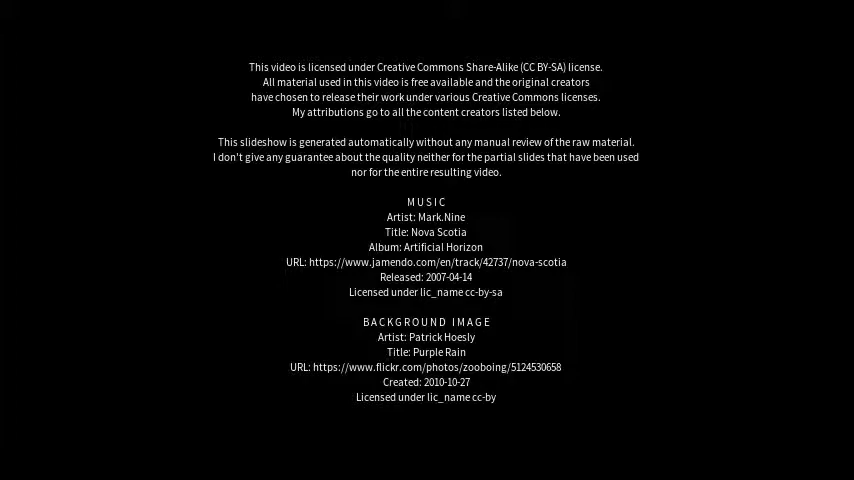 This video is licensed under Creative Commons Share-Alike (CC BY-SA) license.
All material used in this video is free available and the original creators
have chosen to release their work under various Creative Commons licenses.
My attributions go to all the content creators listed below.
This slideshow is generated automatically without any manual review of the raw material.
I don't give any guarantee about the quality neither for the partial slides that have been used
nor for the entire resulting video.
MUSIC
Artist: Mark.Nine
Title: Nova Scotia
Album: Artificial Horizon
URL: https://www.jamendo.com/en/track/42737/nova-scotia
Released: 2007-04-14
Licensed under lic_name cc-by-sa
BACKGROUND IMAGE
Artist: Patrick Hoesly
Title: Purple Rain
URL: https://www.flickr.com/photos/zooboing/5124530658
Created: 2010-10-27
Licensed under lic_name cc-by